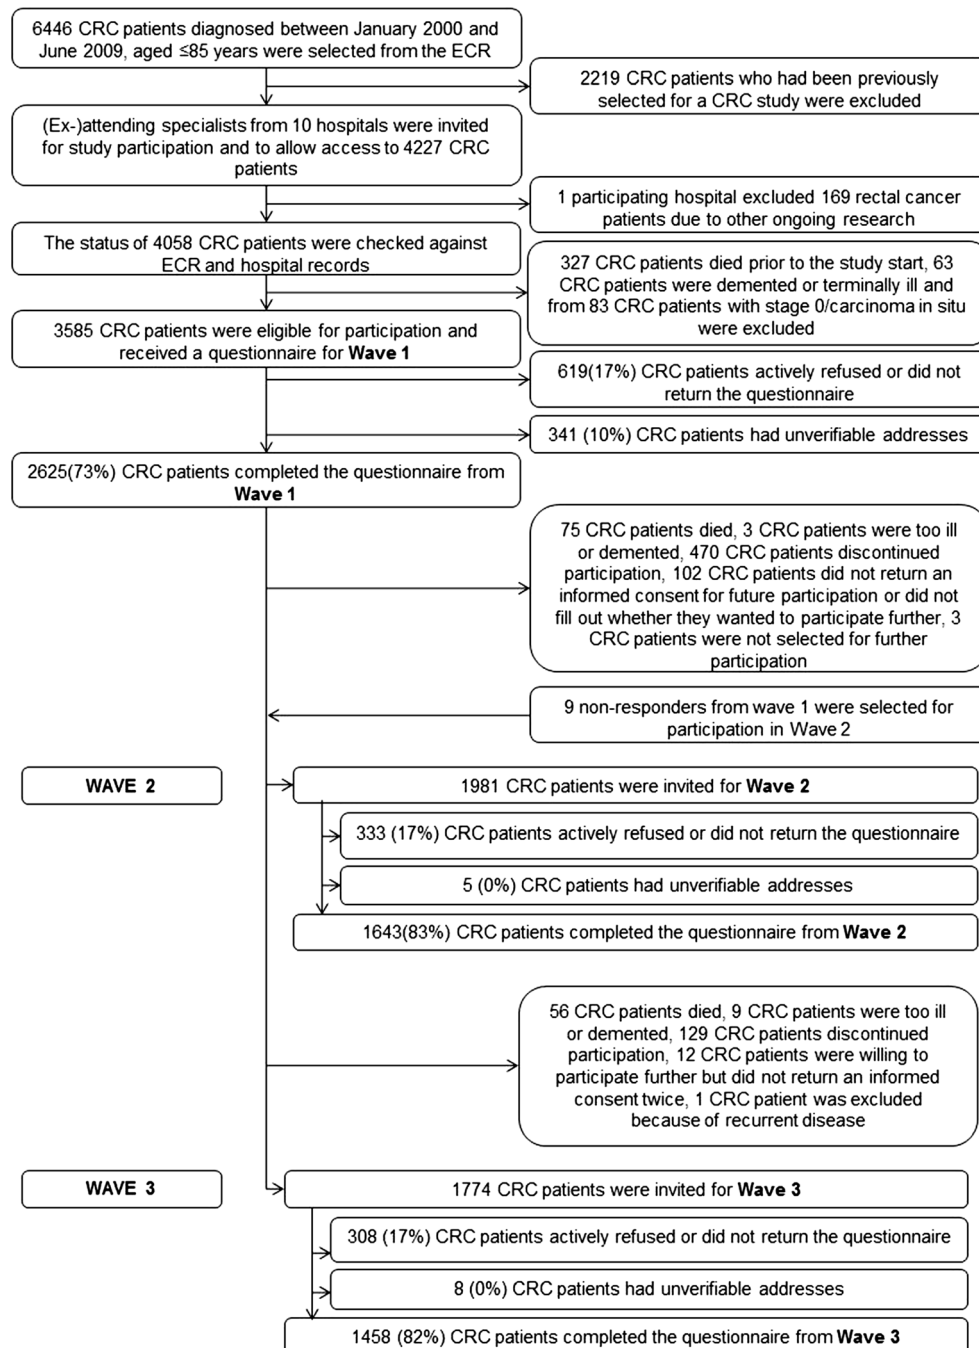 6446 CRC patients diagnosed between January 2000 and
June 2009, aged ≤85 years were selected from the ECR
2219 CRC patients who had been previously
selected for a CRC study were excluded
(Ex-)attending specialists from 10 hospitals were invited
for study participation and to allow access to 4227 CRC
patients
1 participating hospital excluded 169 rectal cancer
patients due to other ongoing research
The status of 4058 CRC patients were checked against
ECR and hospital records
327 CRC patients died prior to the study start, 63
CRC patients were demented or terminally ill and
from 83 CRC patients with stage 0/carcinoma in situ
were excluded
3585 CRC patients were eligible for participation and
received a questionnaire for Wave 1
619(17%) CRC patients actively refused or did not
return the questionnaire
341 (10%) CRC patients had unverifiable addresses
2625(73%) CRC patients completed the questionnaire from
Wave 1
75 CRC patients died, 3 CRC patients were too ill
or demented, 470 CRC patients discontinued
participation, 102 CRC patients did not return an
informed consent for future participation or did not
fill out whether they wanted to participate further, 3
CRC patients were not selected for further
participation
9 non-responders from wave 1 were selected for
participation in Wave 2
WAVE 2
1981 CRC patients were invited for Wave 2
333 (17%) CRC patients actively refused or did not return the questionnaire
5 (0%) CRC patients had unverifiable addresses
1643(83%) CRC patients completed the questionnaire from Wave 2
56 CRC patients died, 9 CRC patients were too ill
or demented, 129 CRC patients discontinued
participation, 12 CRC patients were willing to
participate further but did not return an informed
consent twice, 1 CRC patient was excluded
because of recurrent disease
WAVE 3
1774 CRC patients were invited for Wave 3
308 (17%) CRC patients actively refused or did not return the questionnaire
8 (0%) CRC patients had unverifiable addresses
1458 (82%) CRC patients completed the questionnaire from Wave 3